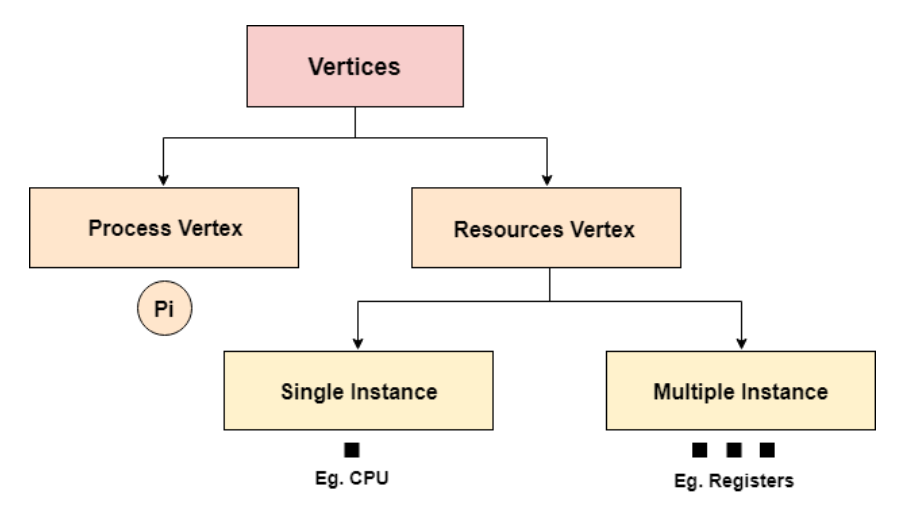 Vertices
Process Vertex
Resources Vertex
Pi
Single Instance
Multiple Instance
Eg. CPU
Eg. Registers